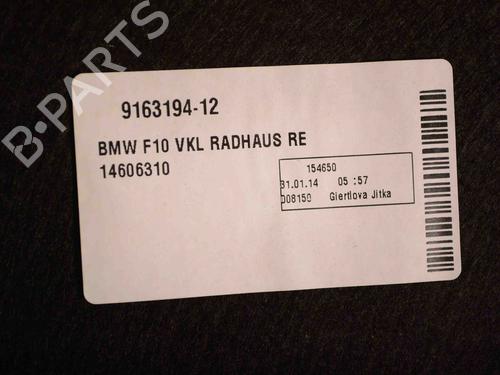 B-PARTS
9163194-12
BMW F10 VKL RADHAUS RE
14606310
154650
31.01.14 05 :57
008150 Giertlova Jitka